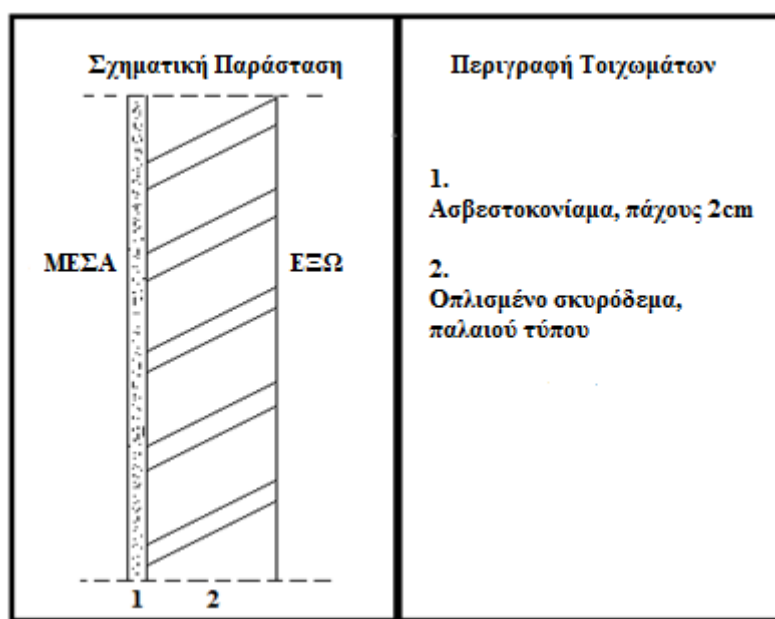 Σχηματική Παράσταση
ΜΕΣΑ
ΕΞΩ
1
2
Περιγραφή Τοιχωμάτων
1.
Ασβεστοκονίαμα, πάχους 2cm
2.
Οπλισμένο σκυρόδεμα,
παλαιού τύπου